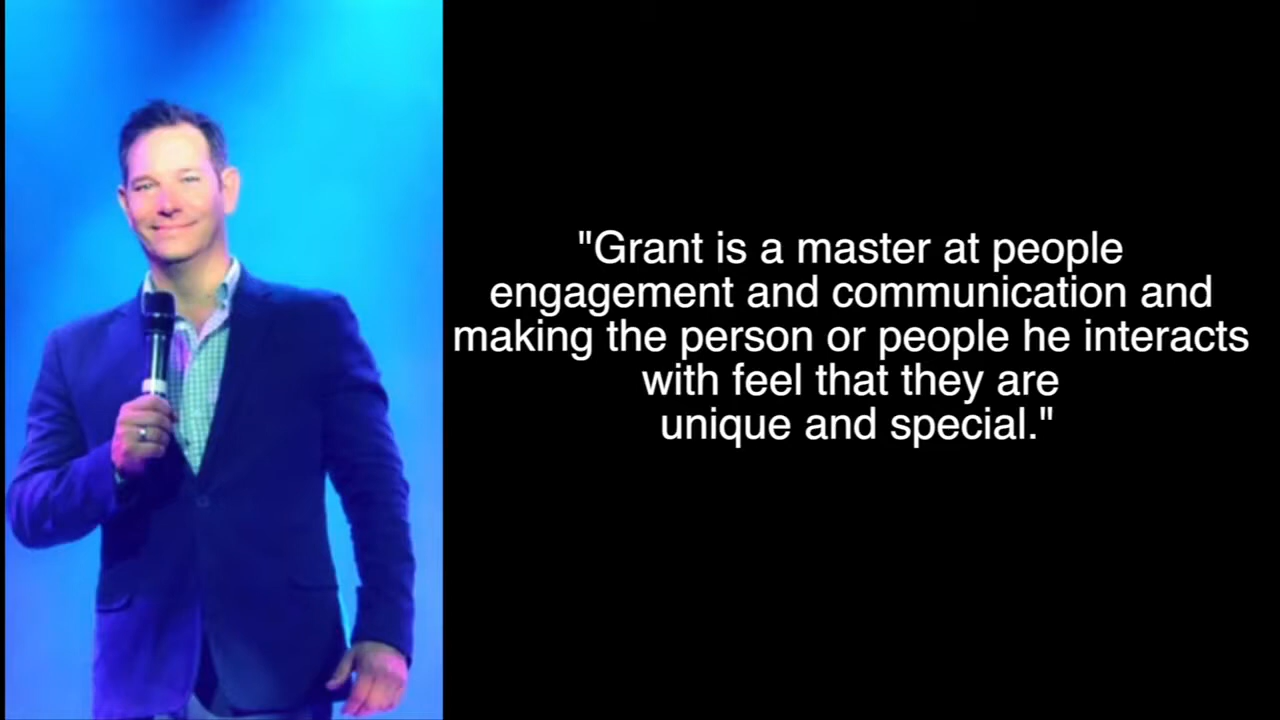 "Grant is a master at people
engagement and communication and
making the person or people he interacts
with feel that they are
unique and special."